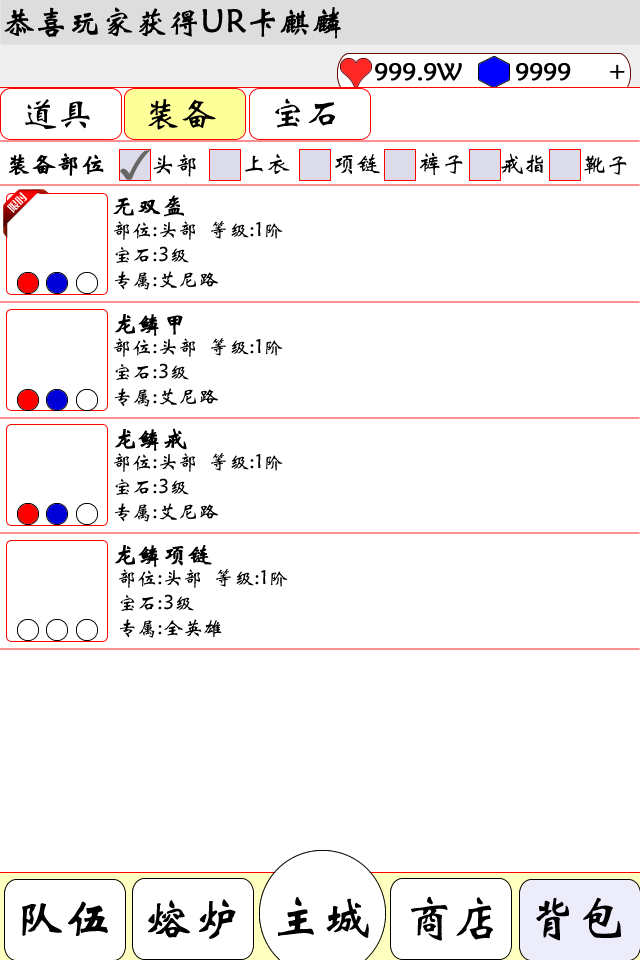 恭喜玩家获得UR卡麒麟
999.9W 9999 +
道具 装备 宝石
装备部位 头部 上衣 项链 裤子 戒指 靴子
限时
无双盔
部位:头部 等级:1阶
宝石:3级
专属:艾尼路
龙鳞甲
部位:头部 等级:1阶
宝石:3级
专属:艾尼路
龙鳞戒
部位:头部 等级:1阶
宝石:3级
专属:艾尼路
龙鳞项链
部位:头部 等级:1阶
宝石:3级
专属:全英雄
队伍 熔炉 主城 商店 背包